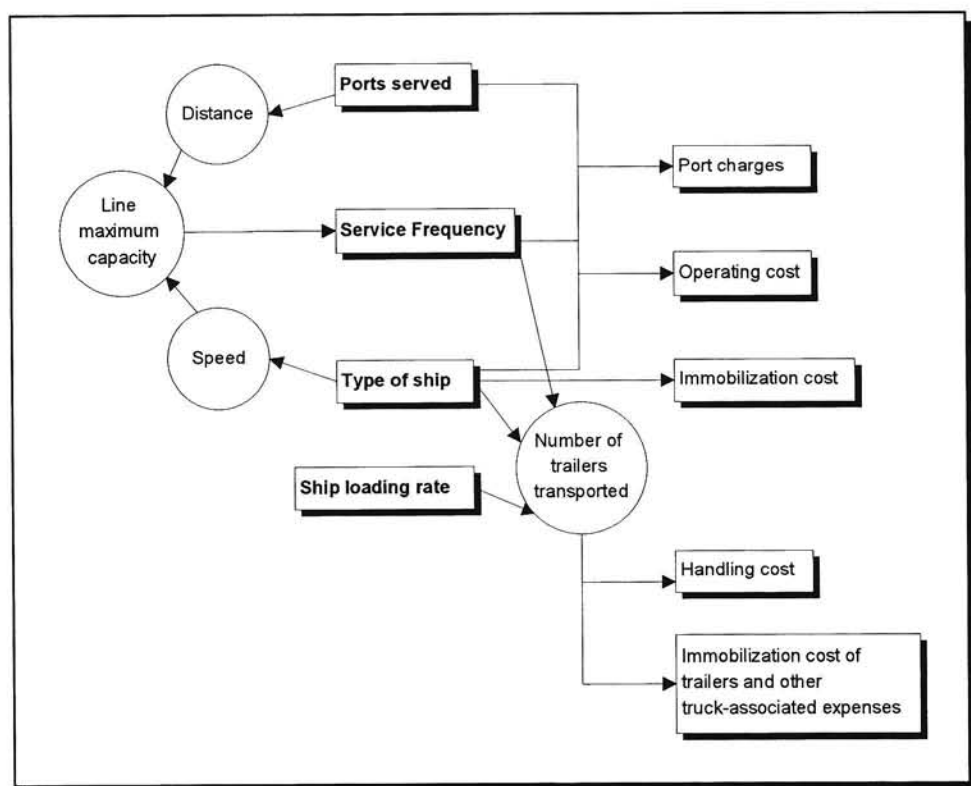 Ports served
Distance
Port charges
Line
maximum
capacity
Service Frequency
Operating cost
Speed
Type of ship
Immobilization cost
Number of
trailers
transported
Ship loading rate
Handling cost
Immobilization cost of
trailers and other
truck-associated expenses